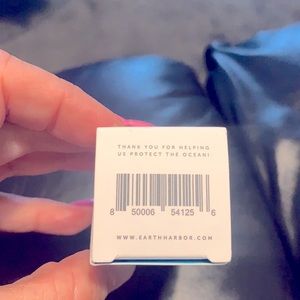 THANK YOU FOR HELPING
US PROTECT THE OCEAN!
8 50006 54125 6
WWW.EARTHHARBOR.COM